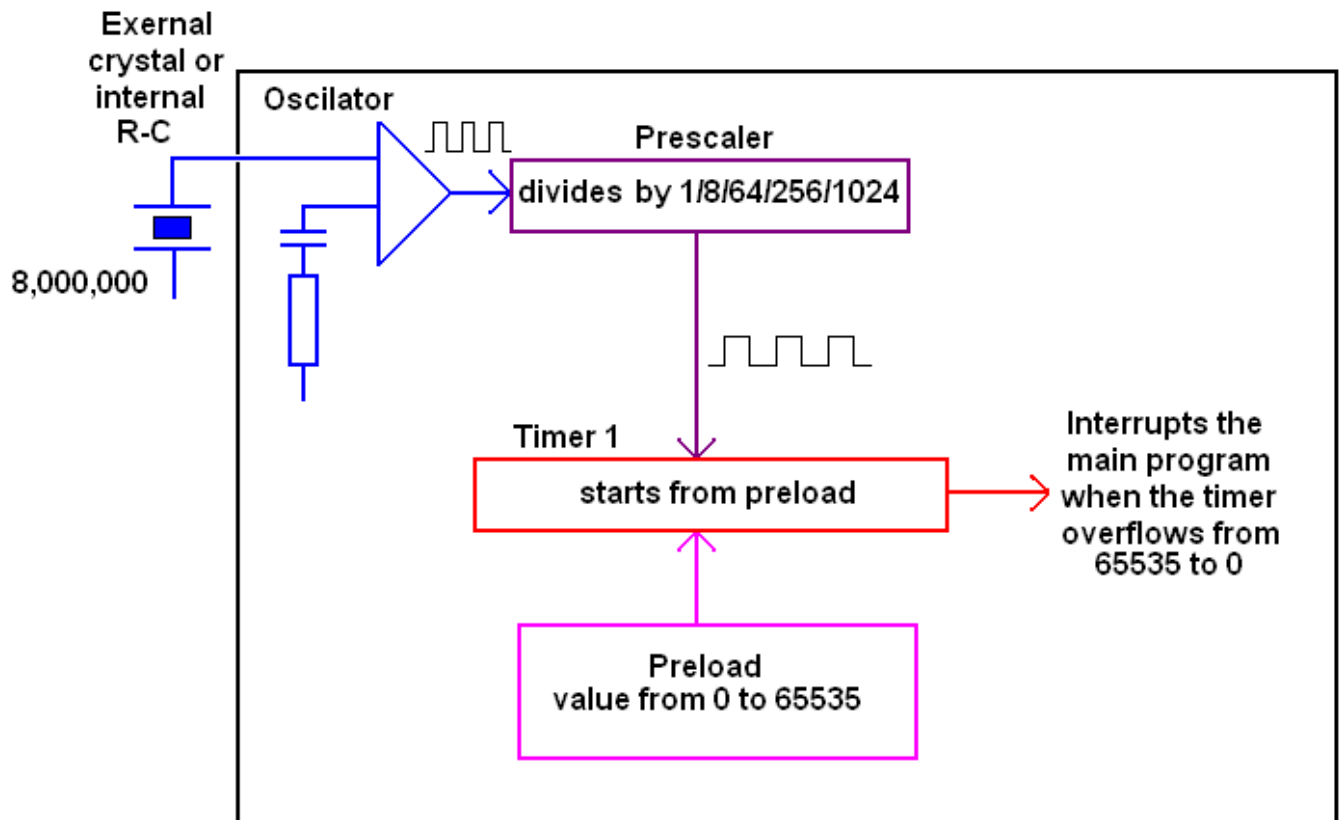 Exernal
crystal or
internal
R-C
Oscilator
Prescaler
divides by 1/8/64/256/1024
8,000,000
Timer 1
starts from preload
Interrupts the
main program
when the timer
overflows from
65535 to 0
Preload
value from 0 to 65535